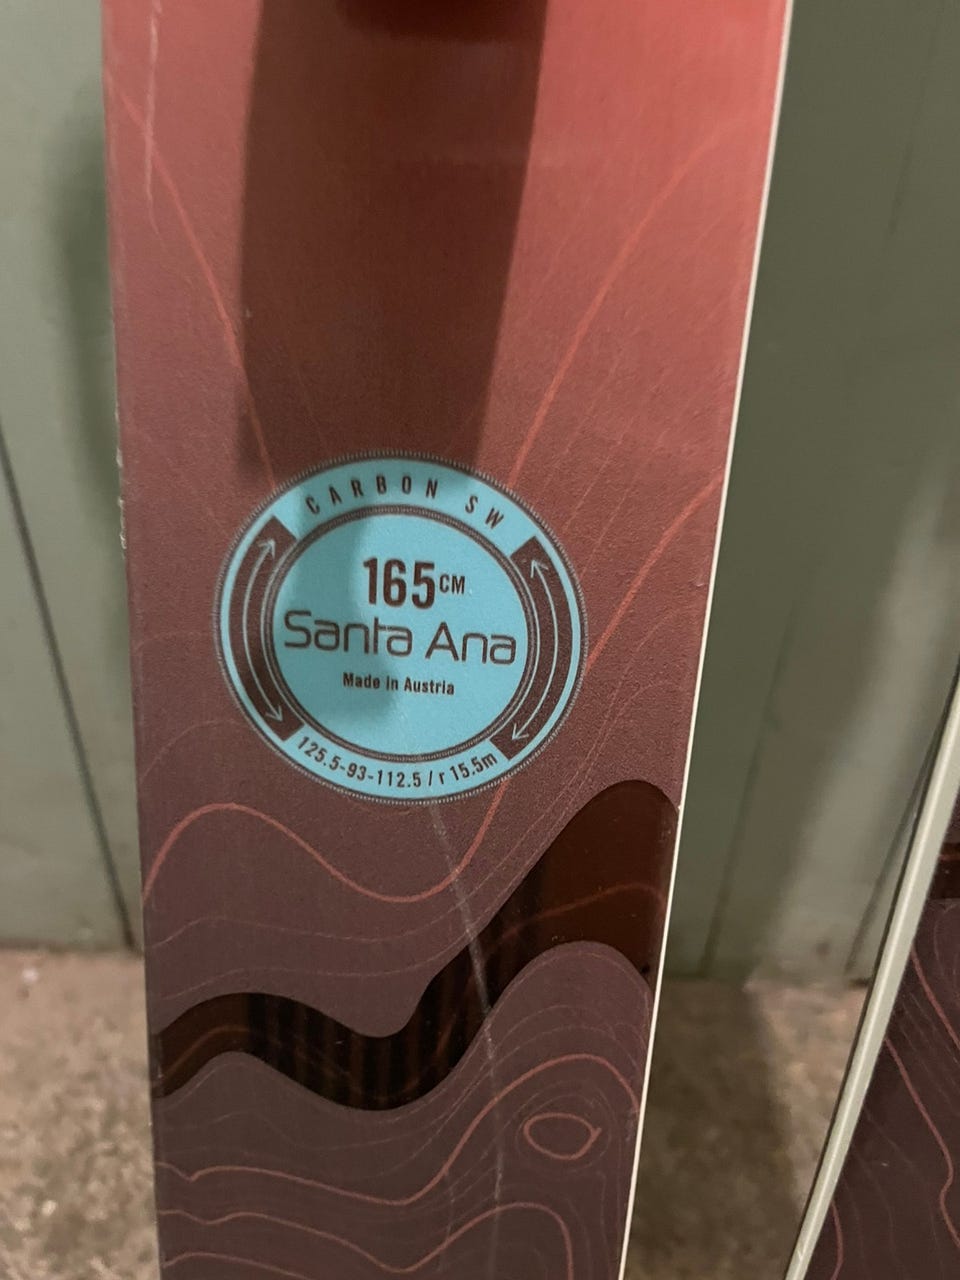 CARBON SW
165CM
Santa Ana
Made in Austria
125.5-93-112.5 / r 15.5m